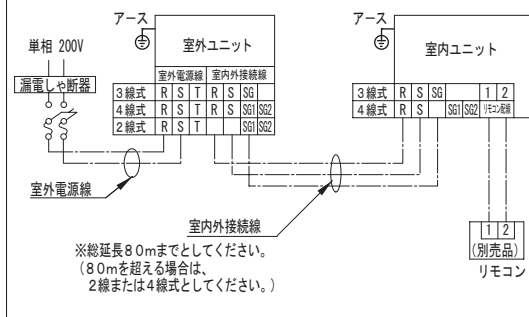 アース
単相 200V
漏電しゃ断器
室外ユニット
室外電源線 室内外接続線
3線式 R S T R S SG
4線式 R S T R S SG1 SG2
2線式 R S T SG1 SG2
室外電源線
室内外接続線
※総延長80mまでとしてください。
(80mを超える場合は、
2線または4線式としてください。)
アース
室内ユニット
3線式 R S SG 1 2
4線式 R S SG1 SG2 リモコン配線
1 2
(別売品)
リモコン